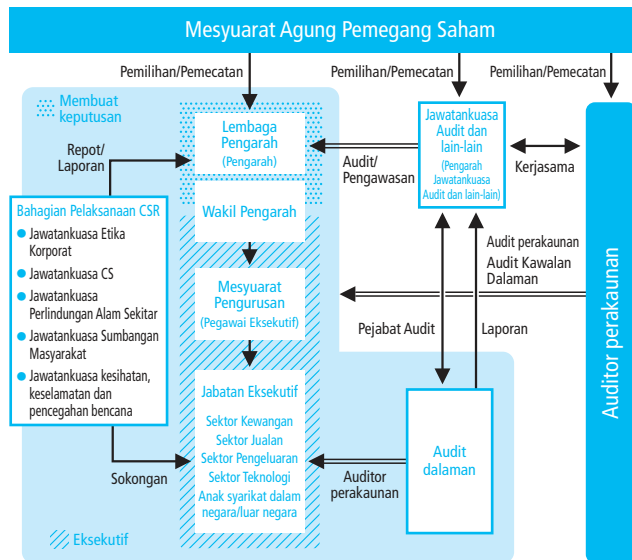 Mesyuarat Agung Pemegang Saham
Pemilihan/Pemecatan
Pemilihan/Pemecatan
Pemilihan/Pemecatan
Membuat
keputusan
Repot/
Laporan
Lembaga
Pengarah
(Pengarah)
Audit/
Pengawasan
Jawatankuasa
Audit dan
lain-lain
(Pengarah
Jawatankuasa
Audit dan lain-lain)
Kerjasama
Auditor perakaunan
Bahagian Pelaksanaan CSR
Jawatankuasa Etika
Korporat
Jawatankuasa CS
Jawatankuasa
Perlindungan Alam Sekitar
Jawatankuasa Sumbangan
Masyarakat
Jawatankuasa kesihatan,
keselamatan dan
pencegahan bencana
Wakil Pengarah
Audit perakaunan
Audit Kawalan
Dalaman
Mesyuarat
Pengurusan
(Pegawai Eksekutif)
Pejabat Audit
Laporan
Jabatan Eksekutif
Sektor Kewangan
Sektor Jualan
Sektor Pengeluaran
Sektor Teknologi
Anak syarikat dalam
negara/luar negara
Sokongan
Auditor
perakaunan
Audit
dalaman
Eksekutif